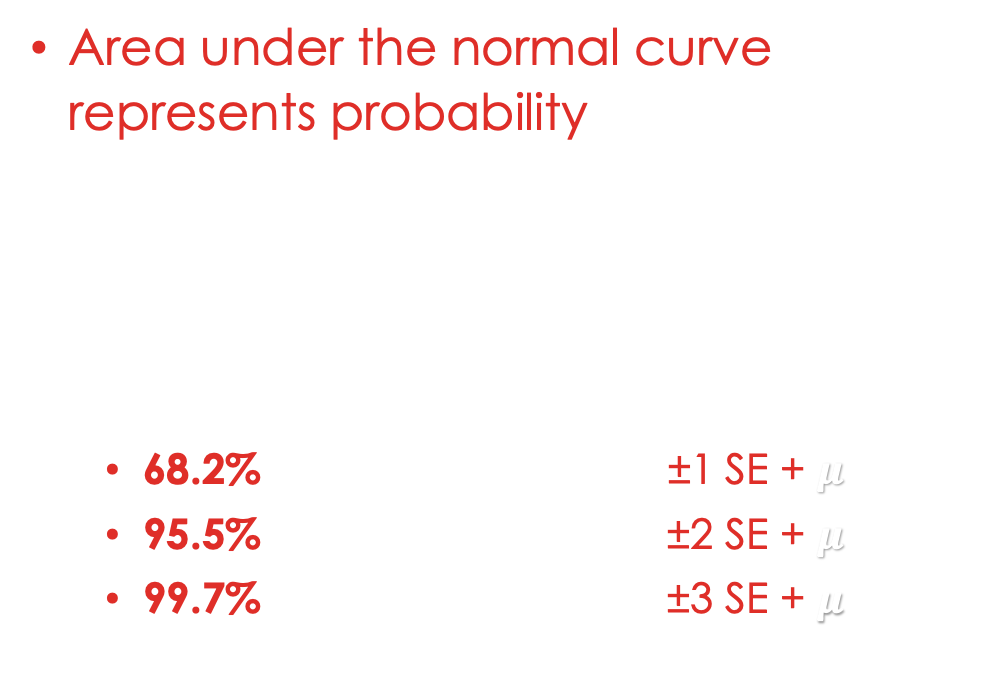 • Area under the normal curve
represents probability
• 68.2% ±1 SE + 𝜇
• 95.5% ±2 SE + 𝜇
• 99.7% ±3 SE + 𝜇